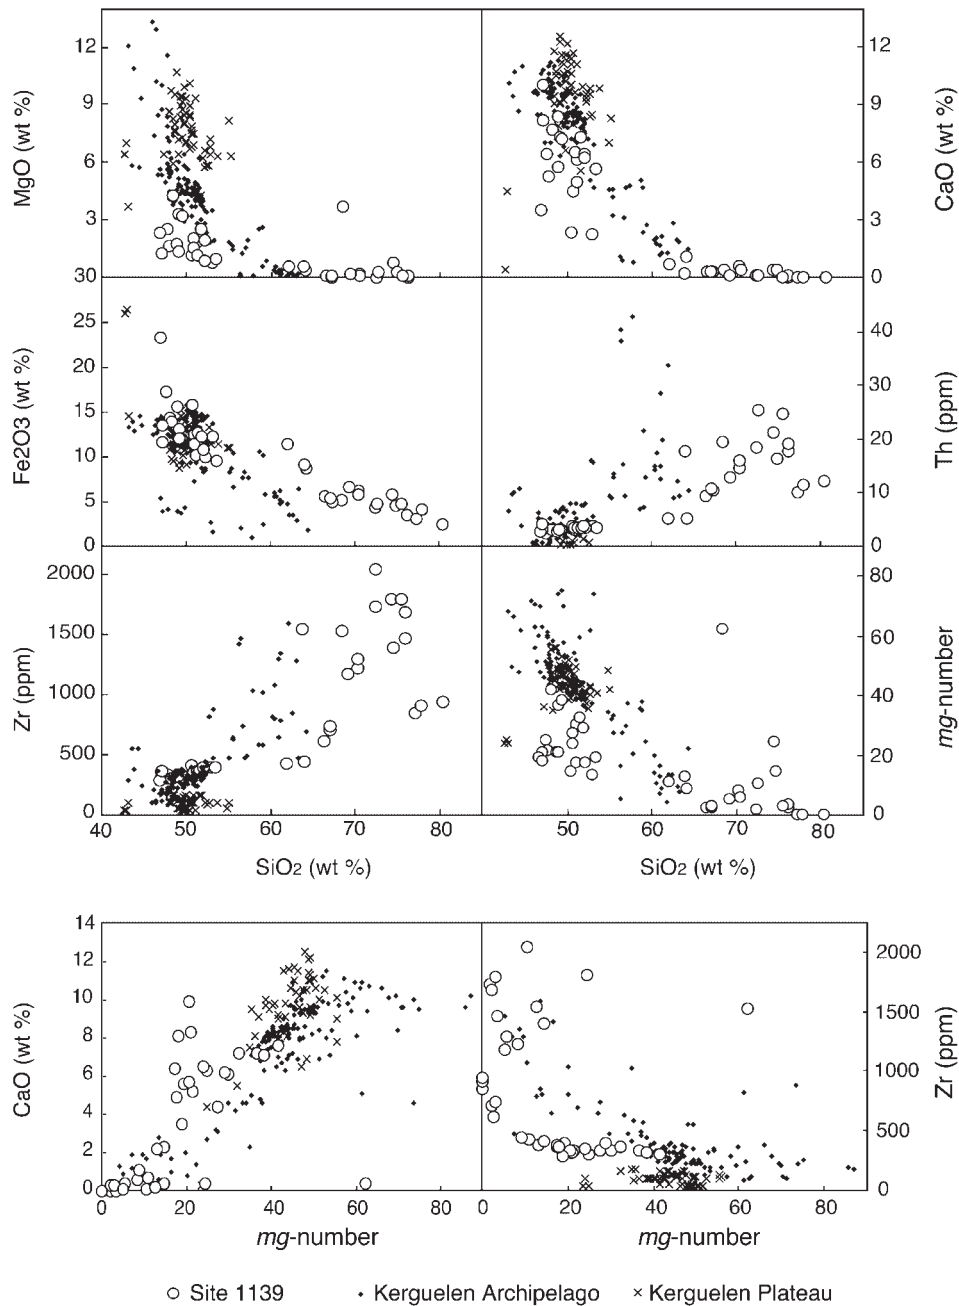 MgO (wt %)
12
9
6
3
30
12
9
6
3
0
CaO (wt %)
Fe2O3 (wt %)
25
20
15
10
5
0
40
30
20
10
0
Th (ppm)
Zr (ppm)
2000
1500
1000
500
0
80
60
40
20
0
mg-number
40 50 60 70 80
50 60 70 80
SiO2 (wt %)
SiO2 (wt %)
CaO (wt %)
14
12
10
8
6
4
2
0
2000
1500
1000
500
0
Zr (ppm)
0 20 40 60 80
0 20 40 60 80
mg-number
mg-number
Site 1139 Kerguelen Archipelago Kerguelen Plateau